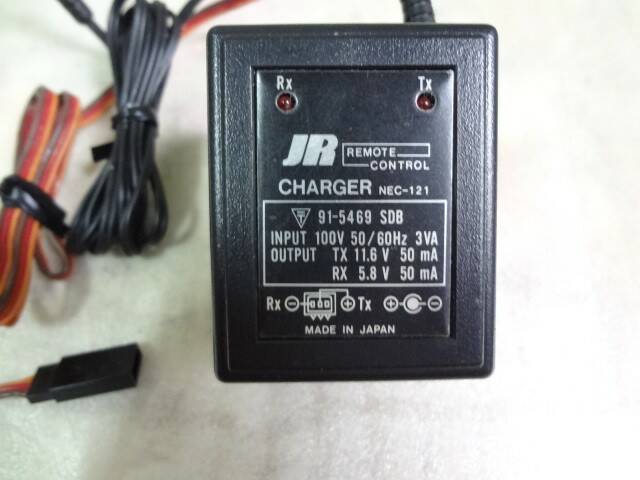 Rx Tx
JR REMOTE CONTROL
CHARGER NEC-121
91-5469 SDB
INPUT 100V 50/60Hz 3VA
OUTPUT TX 11.6 V 50 mA
RX 5.8 V 50 mA
Rx ⊖ ⊕ Tx ⊕ ⊖
MADE IN JAPAN